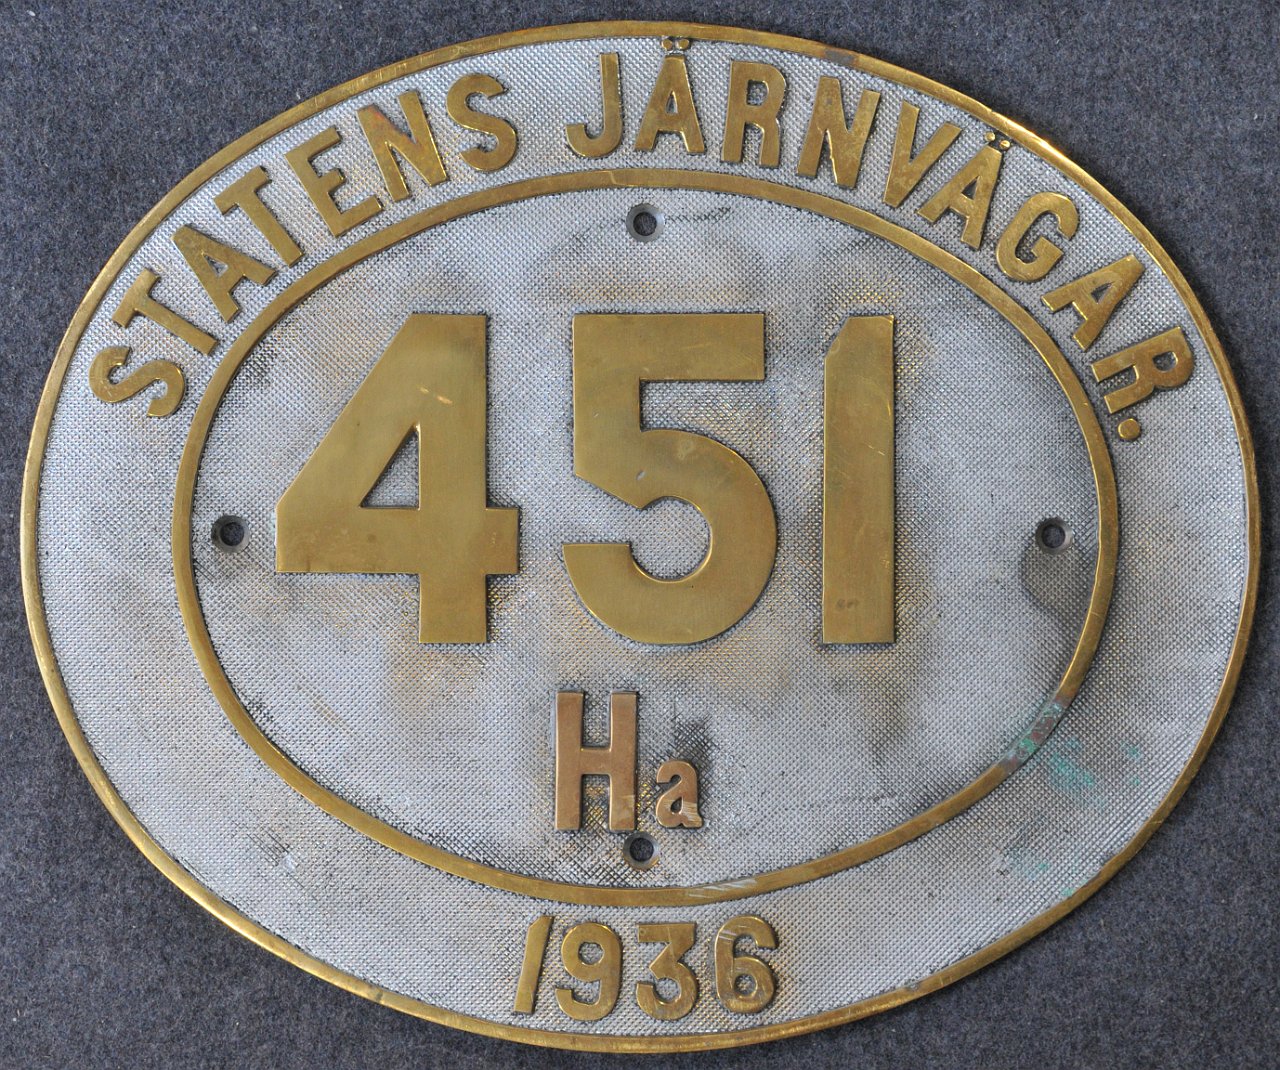 STATENS JÄRNVÄGAR.
451
Ha
1936